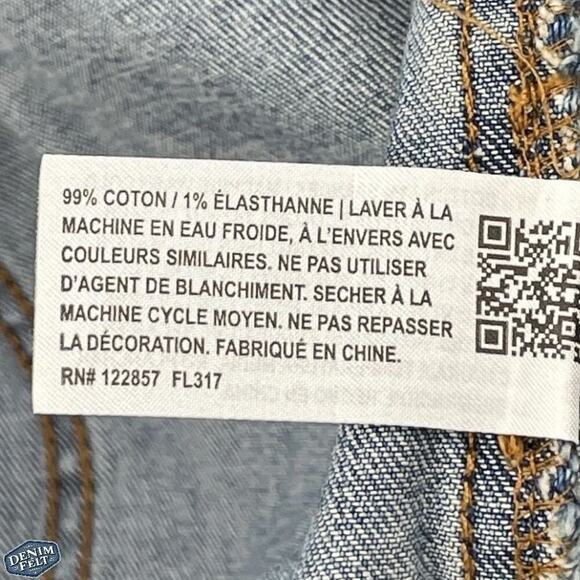 99% COTON / 1% ÉLASTHANNE | LAVER À LA
MACHINE EN EAU FROIDE, À L'ENVERS AVEC
COULEURS SIMILAIRES. NE PAS UTILISER
D'AGENT DE BLANCHIMENT. SECHER À LA
MACHINE CYCLE MOYEN. NE PAS REPASSER
LA DÉCORATION. FABRIQUÉ EN CHINE.
RN# 122857 FL317
DENIM
FELT